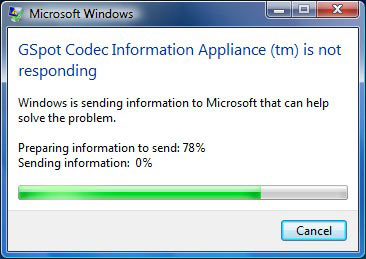 Microsoft Windows
GSpot Codec Information Appliance (tm) is not
responding
Windows is sending information to Microsoft that can help
solve the problem.
Preparing information to send: 78%
Sending information: 0%
Cancel